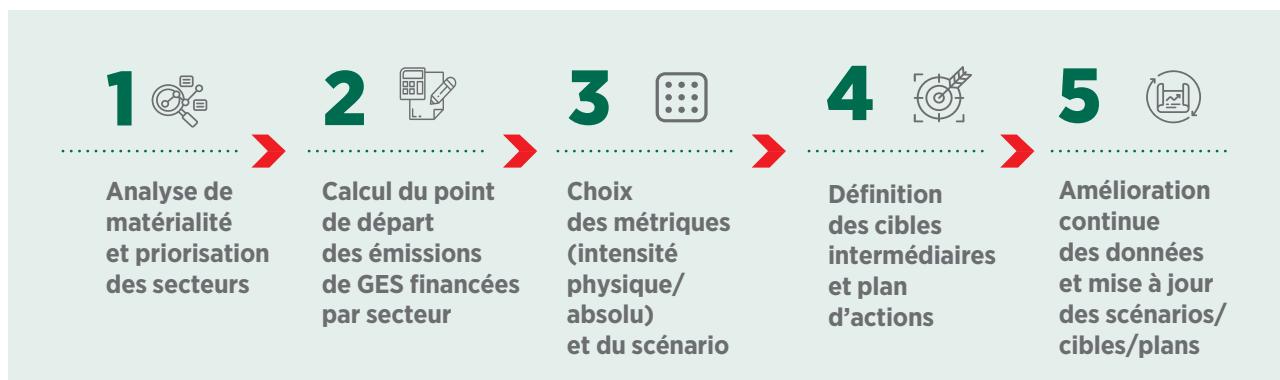 1
Analyse de
matérialité
et priorisation
des secteurs
2
Calcul du point
de départ
des émissions
de GES financées
par secteur
3
Choix
des métriques
(intensité
physique/
absolu)
et du scénario
4
Définition
des cibles
intermédiaires
et plan
d’actions
5
Amélioration
continue
des données
et mise à jour
des scénarios/
cibles/plans